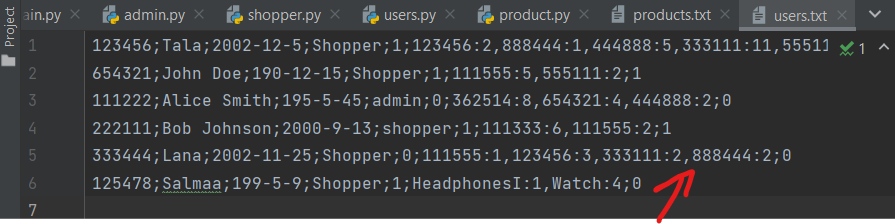 Project
ain.py admin.py shopper.py users.py product.py products.txt users.txt
1 123456;Tala;2002-12-5;Shopper;1;123456:2,888444:1,444888:5,333111:11,55511 1
2 654321;John Doe;190-12-15;Shopper;1;111555:5,555111:2;1
3 111222;Alice Smith;195-5-45;admin;0;362514:8,654321:4,444888:2;0
4 222111;Bob Johnson;2000-9-13;shopper;1;111333:6,111555:2;1
5 333444;Lana;2002-11-25;Shopper;0;111555:1,123456:3,333111:2,888444:2;0
6 125478;Salmaa;199-5-9;Shopper;1;HeadphonesI:1,Watch:4;0
7